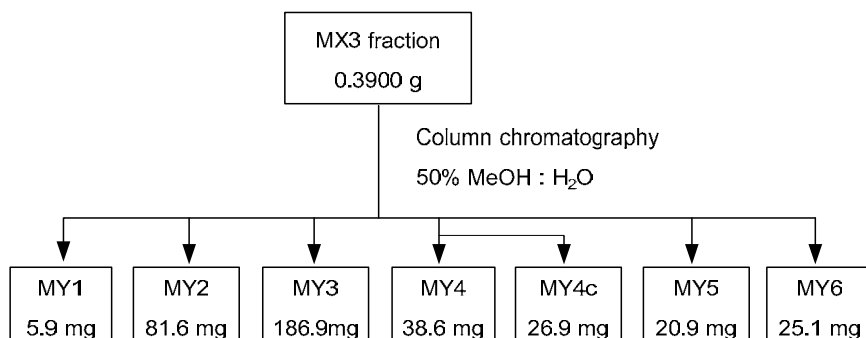 MX3 fraction
0.3900 g
Column chromatography
50% MeOH : H₂O
MY1
5.9 mg
MY2
81.6 mg
MY3
186.9mg
MY4
38.6 mg
MY4c
26.9 mg
MY5
20.9 mg
MY6
25.1 mg